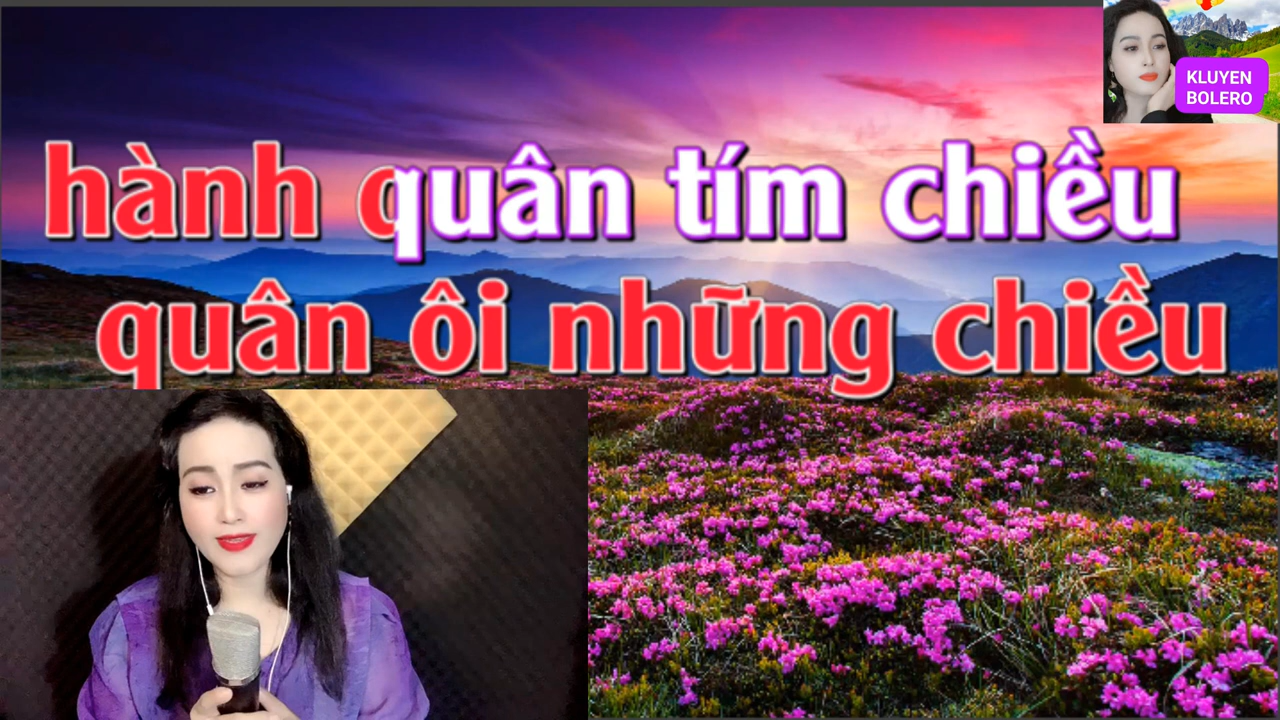 KLUYEN
BOLERO
hành quân tím chiều
quân ôi những chiều